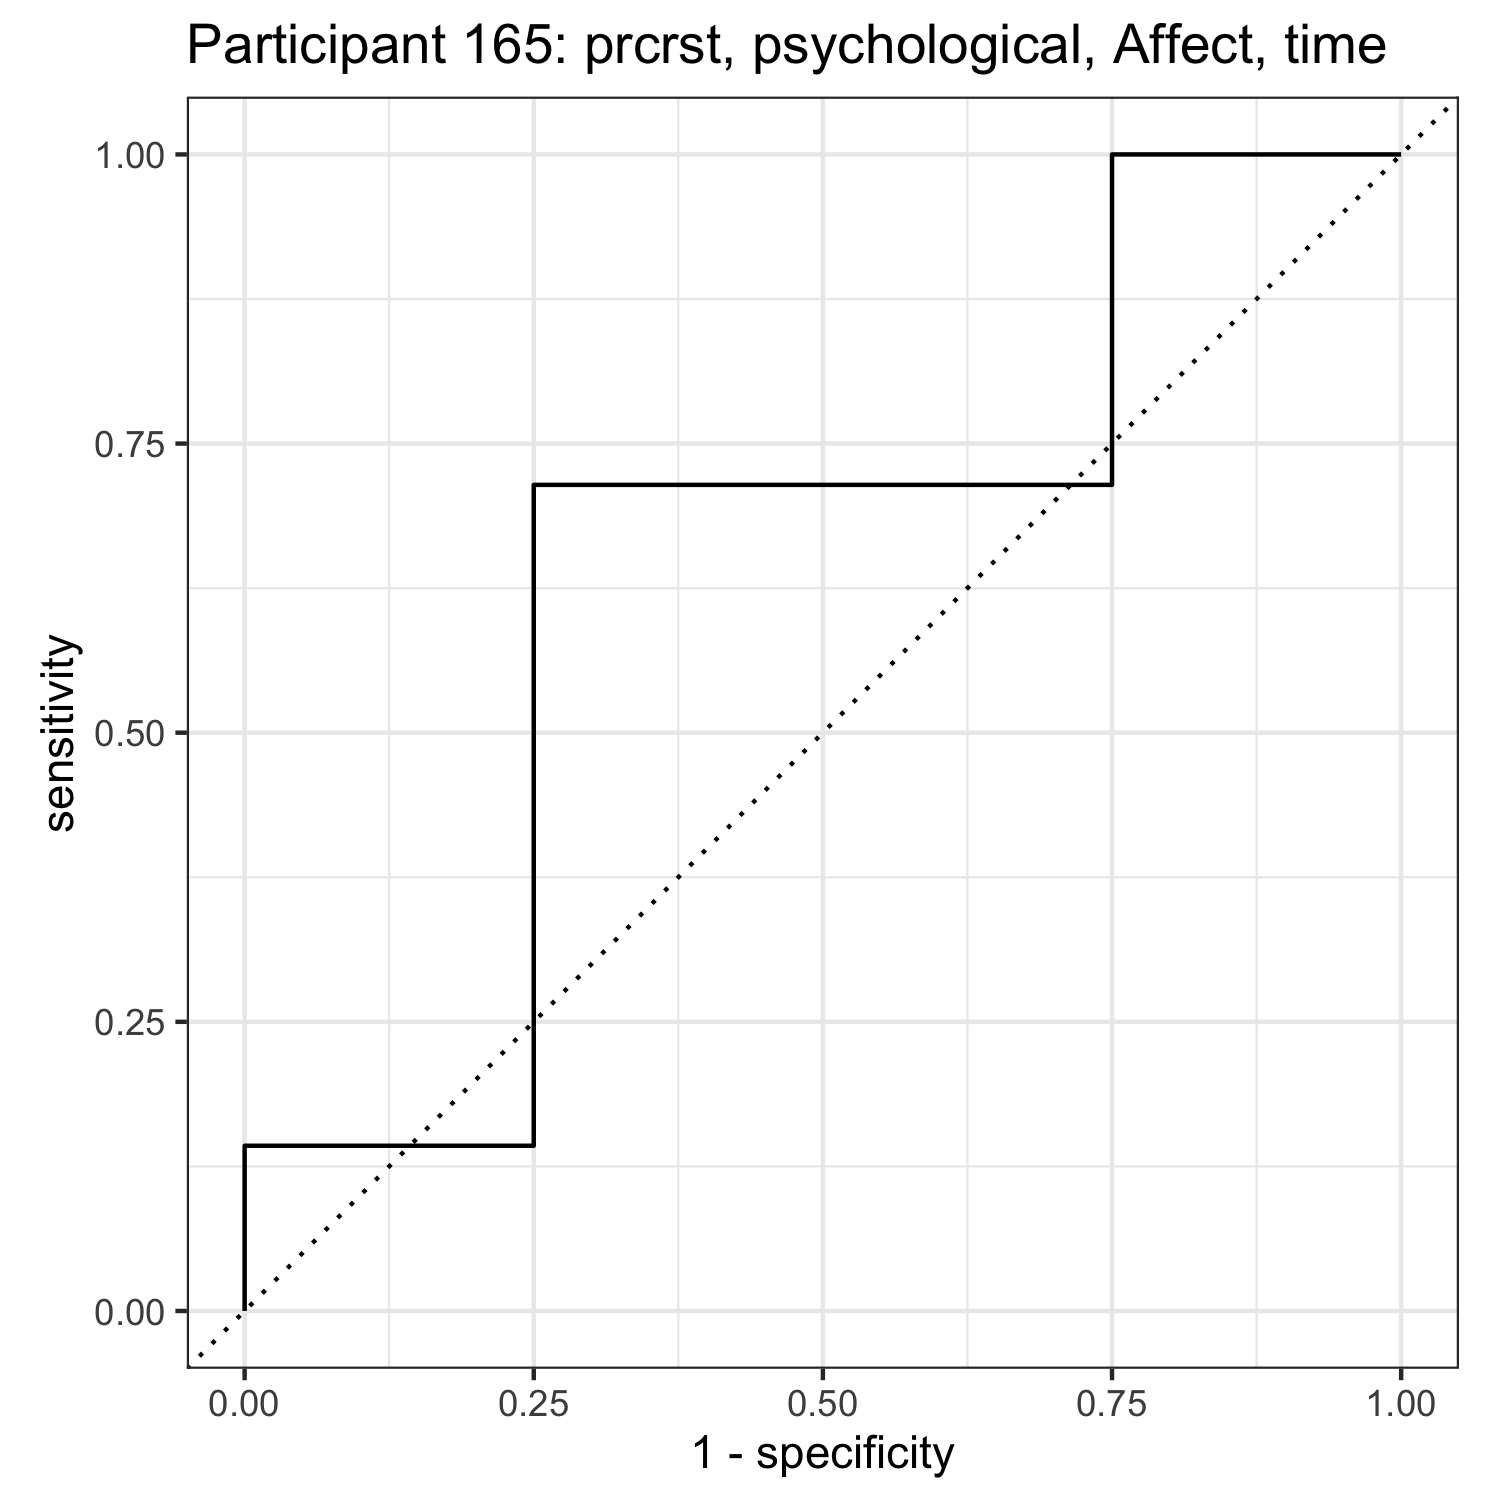 Participant 165: prcrst, psychological, Affect, time
1.00
0.75
0.50
0.25
0.00
sensitivity
0.00 0.25 0.50 0.75 1.00
1 - specificity